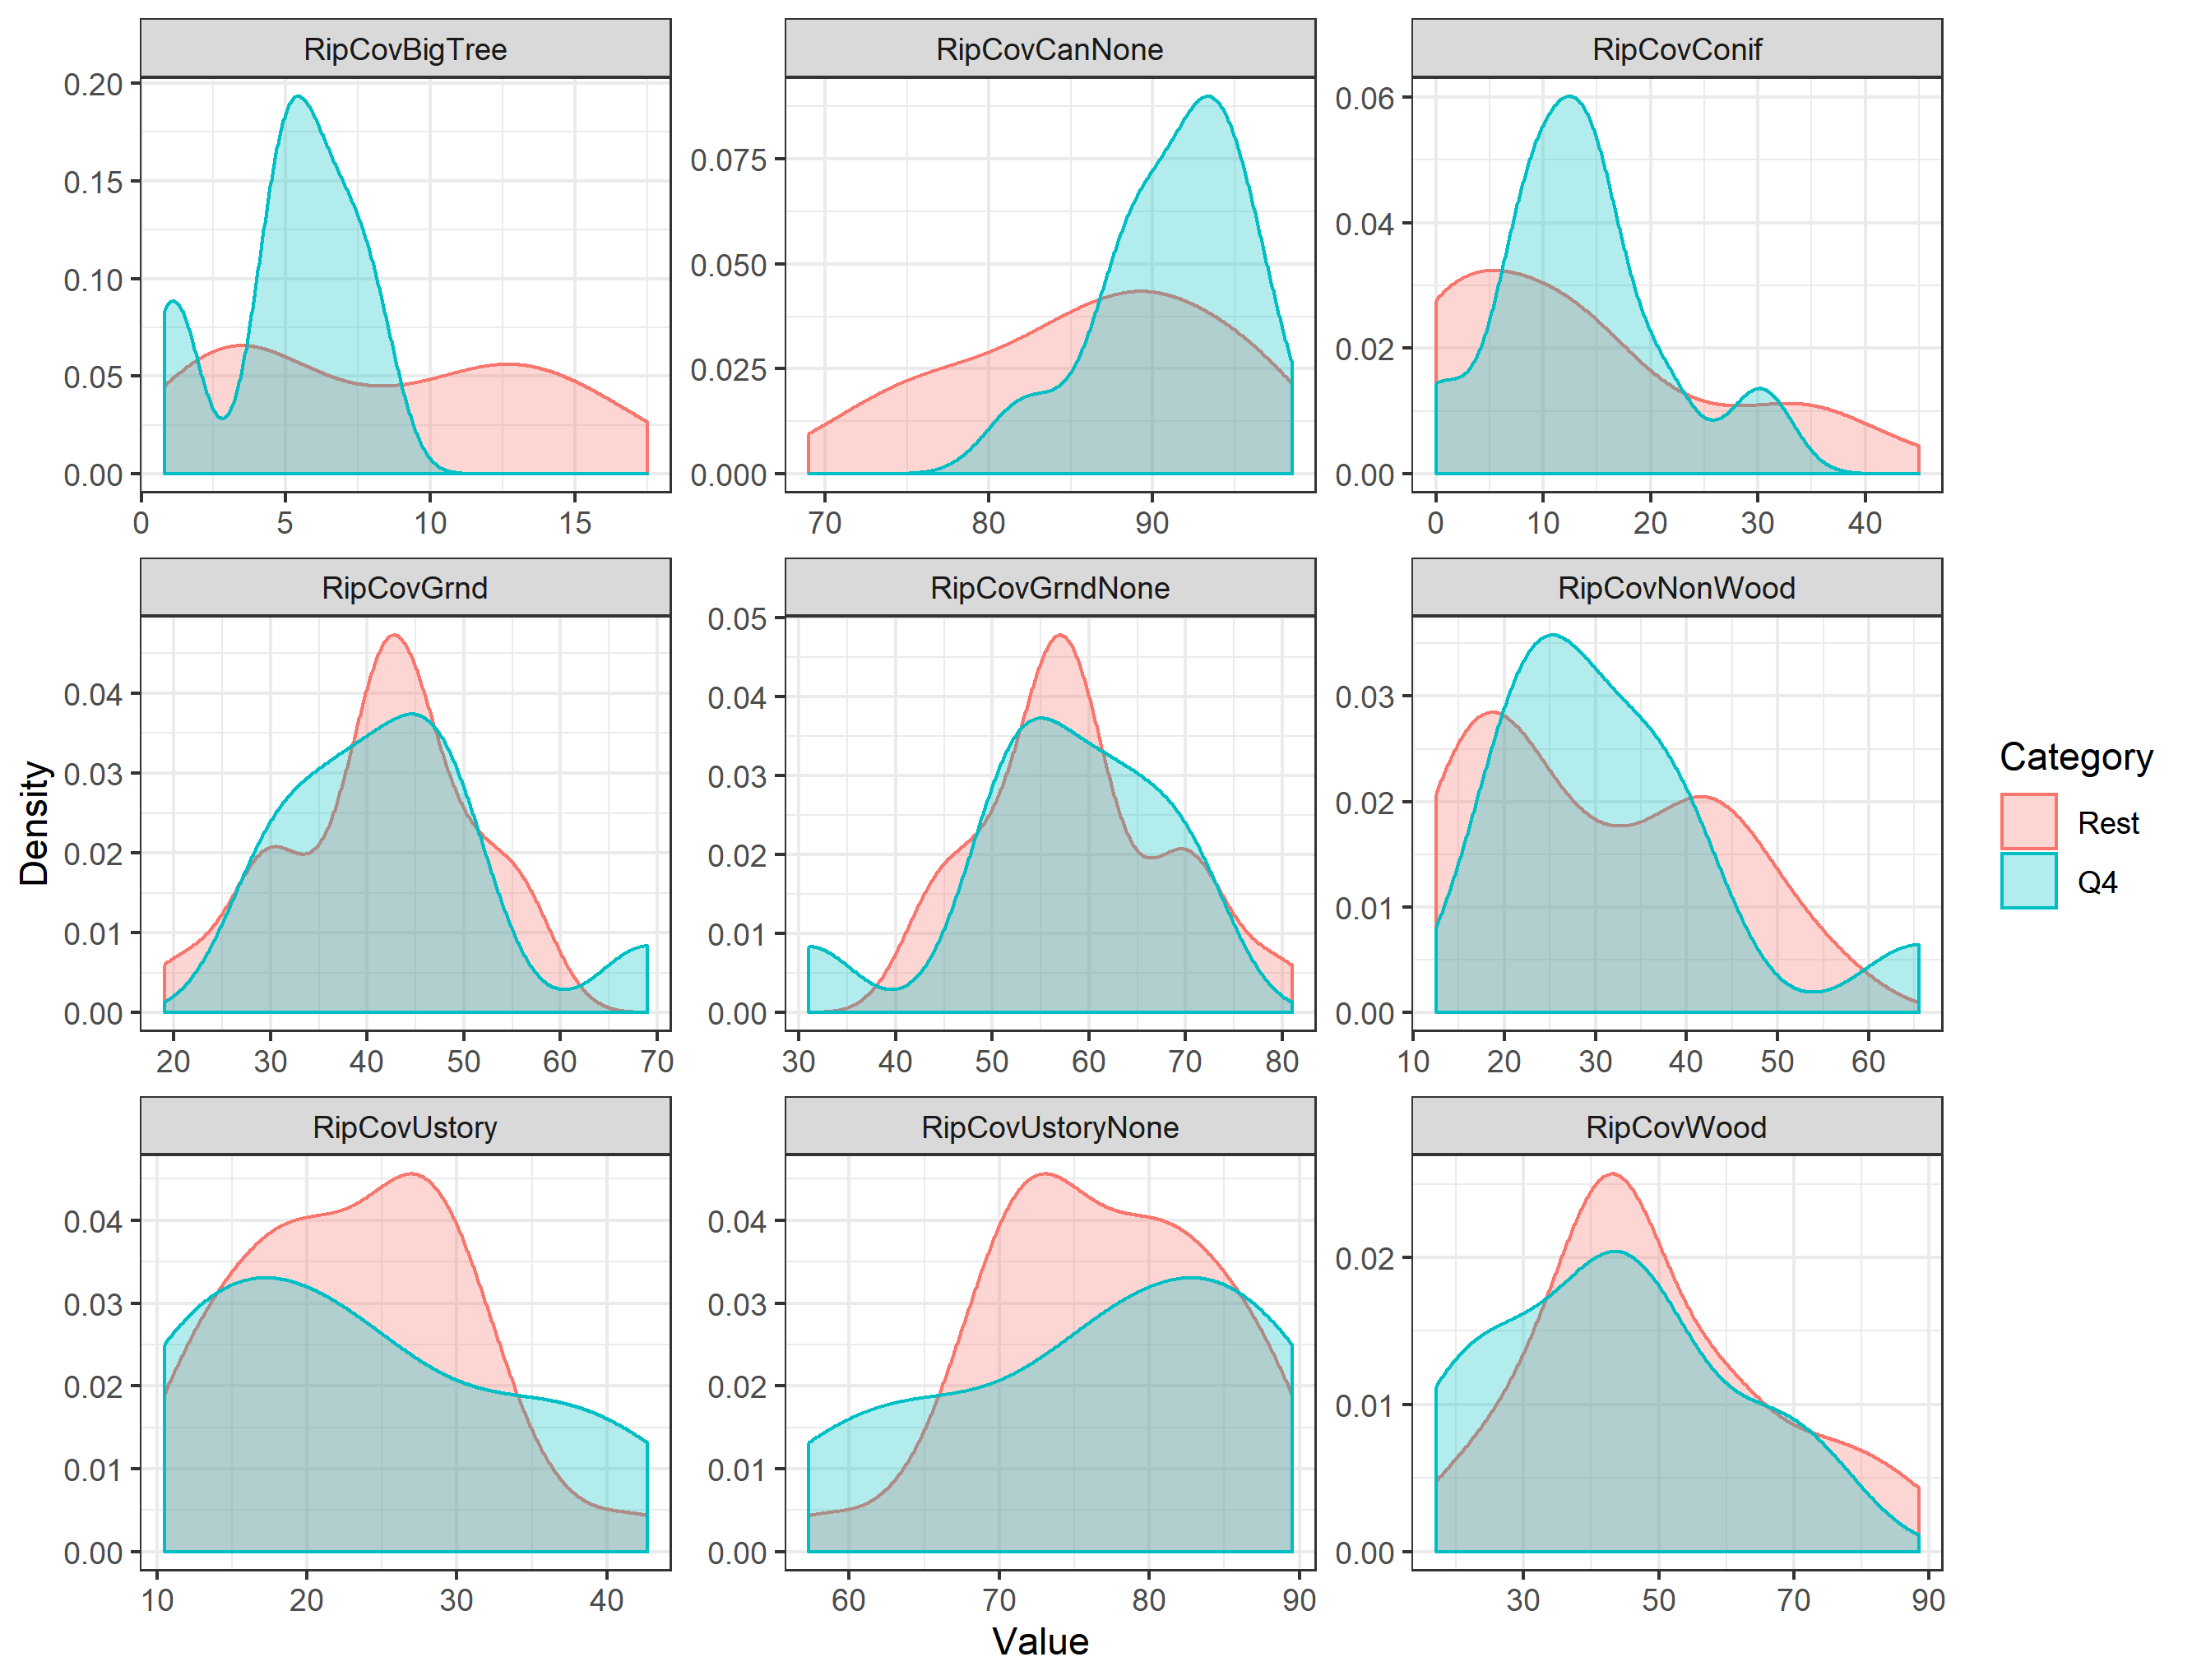 RipCovBigTree RipCovCanNone RipCovConif
0.20 0.15 0.10 0.05 0.00
0.075 0.050 0.025 0.000
0.06 0.04 0.02 0.00
0 5 10 15
70 80 90
0 10 20 30 40
RipCovGrnd RipCovGrndNone RipCovNonWood
0.04 0.03 0.02 0.01 0.00
0.05 0.04 0.03 0.02 0.01 0.00
0.03 0.02 0.01 0.00
20 30 40 50 60 70
30 40 50 60 70 80
10 20 30 40 50 60
RipCovUstory RipCovUstoryNone RipCovWood
0.04 0.03 0.02 0.01 0.00
0.04 0.03 0.02 0.01 0.00
0.02 0.01 0.00
10 20 30 40
60 70 80 90
30 50 70 90
Density
Value
Category
Rest
Q4